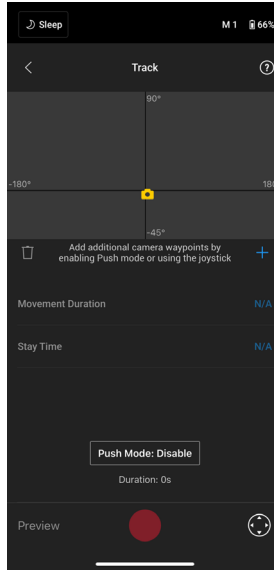 Sleep
M 1
66%
Track
?
90°
-180°
180
-45°
Add additional camera waypoints by
enabling Push mode or using the joystick
Movement Duration
N/A
Stay Time
N/A
Push Mode: Disable
Duration: 0s
Preview